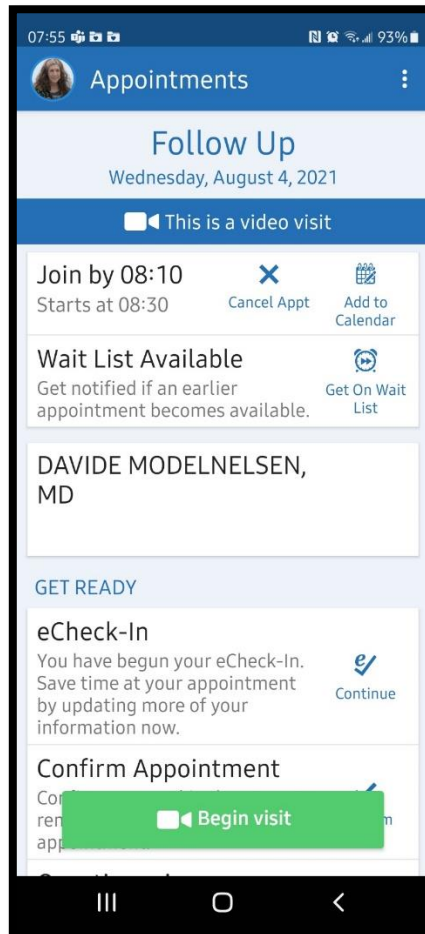 07:55 93%
Appointments
Follow Up
Wednesday, August 4, 2021
This is a video visit
Join by 08:10
Starts at 08:30
Cancel Appt
Add to
Calendar
Wait List Available
Get notified if an earlier
appointment becomes available.
Get On Wait
List
DAVIDE MODELNELSEN,
MD
GET READY
eCheck-In
You have begun your eCheck-In.
Save time at your appointment
by updating more of your
information now.
Continue
Confirm Appointment
Begin visit